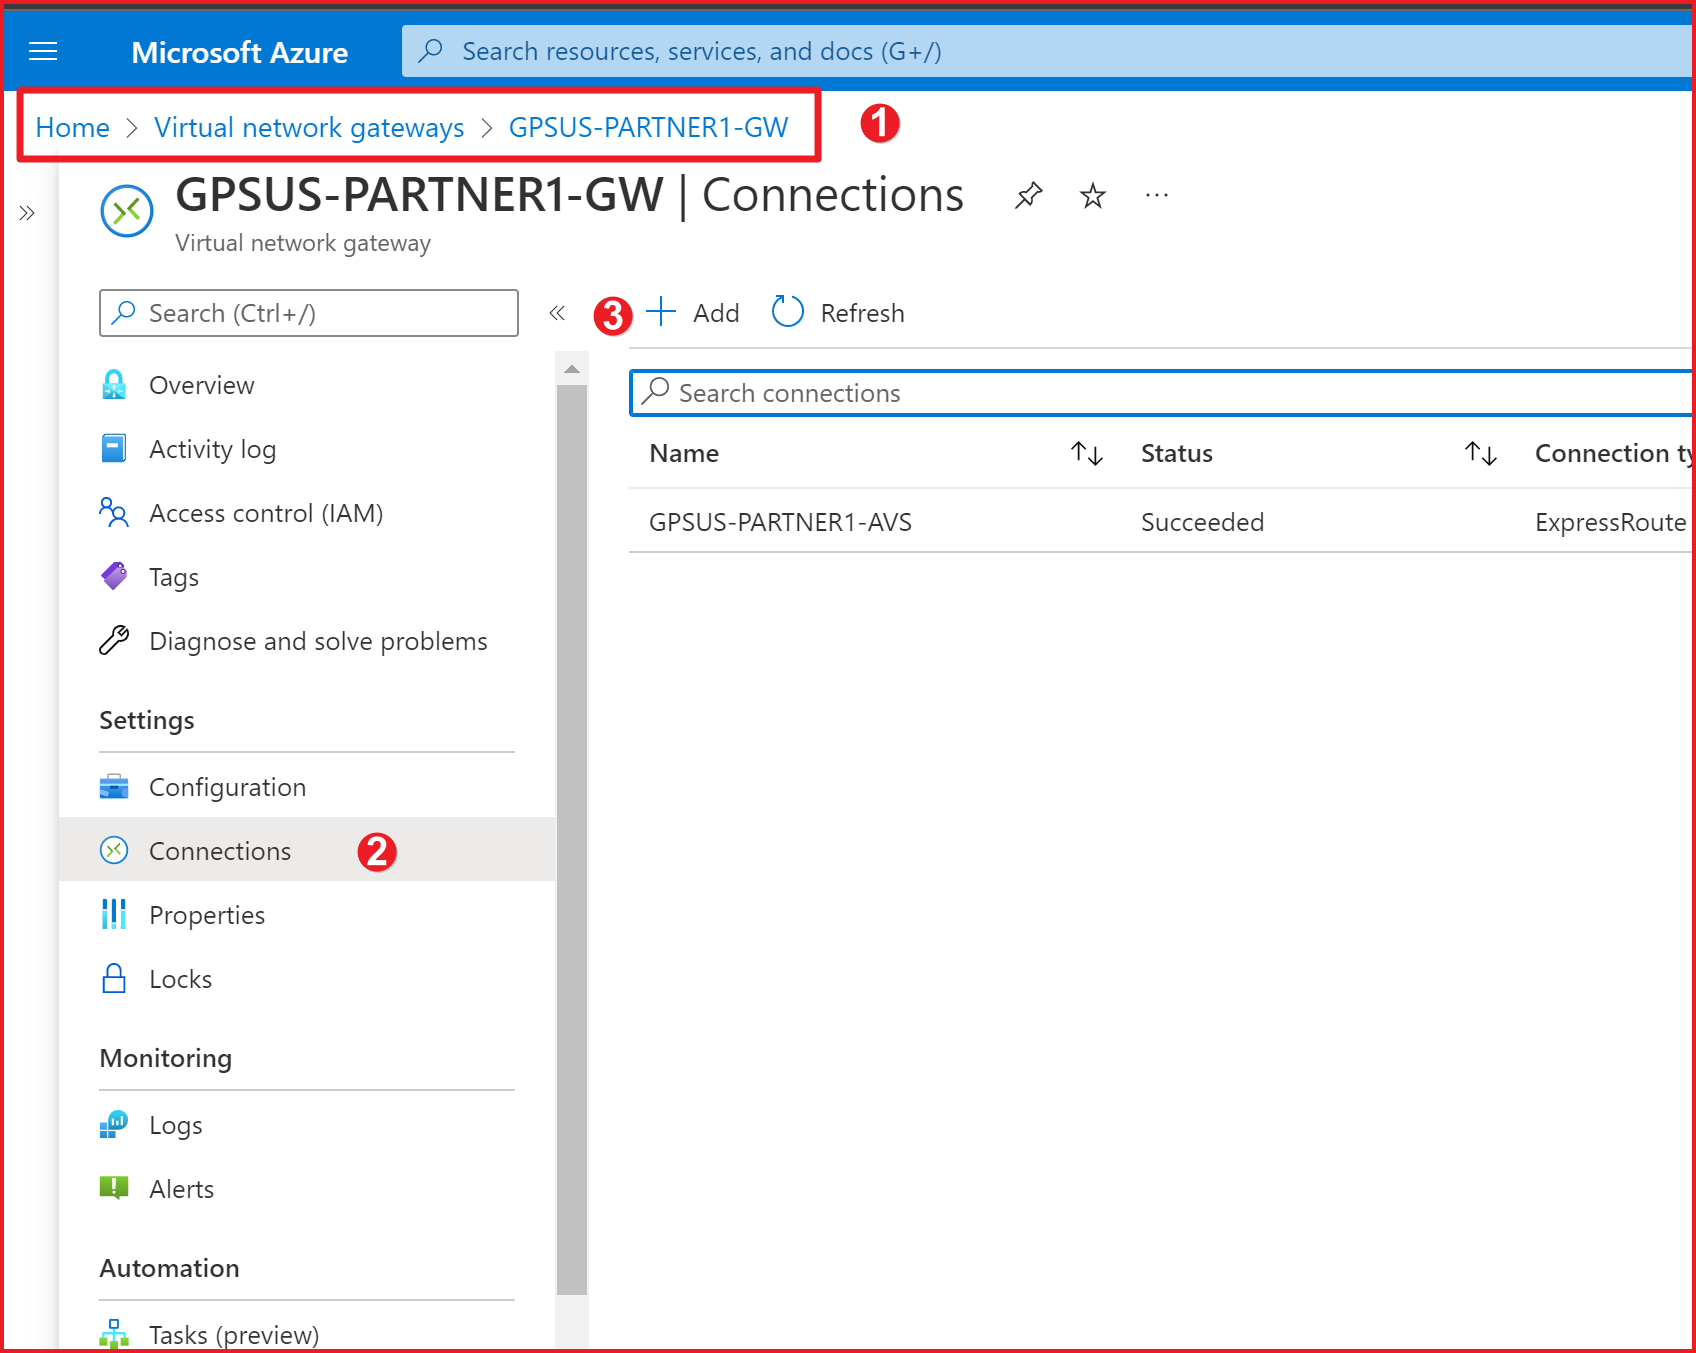 Microsoft Azure
Search resources, services, and docs (G+/)
Home > Virtual network gateways > GPSUS-PARTNER1-GW
1
GPSUS-PARTNER1-GW | Connections
Virtual network gateway
Search (Ctrl+/)
3 Add Refresh
Overview
Activity log
Access control (IAM)
Tags
Diagnose and solve problems
Settings
Configuration
Connections 2
Properties
Locks
Monitoring
Logs
Alerts
Automation
Tasks (preview)
Search connections
Name Status Connection ty
GPSUS-PARTNER1-AVS Succeeded ExpressRoute